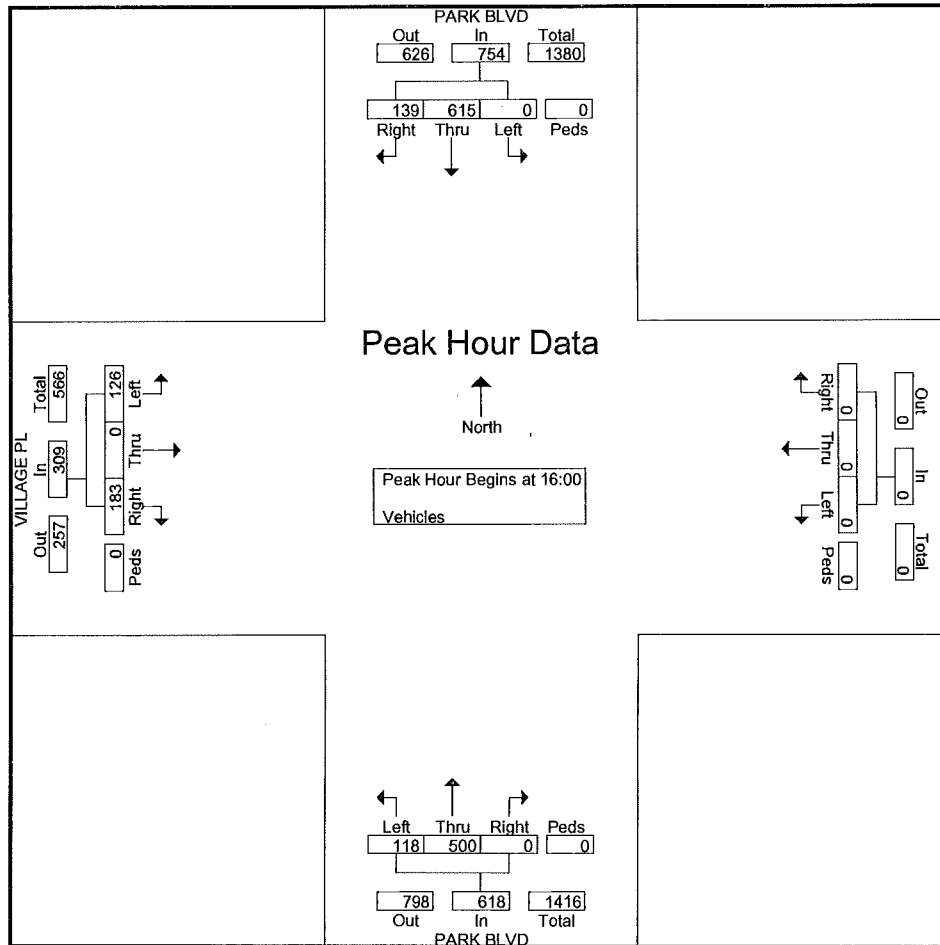 PARK BLVD
Out In Total
626 754 1380
139 615 0 0
Right Thru Left Peds
Peak Hour Data
North
Peak Hour Begins at 16:00
Vehicles
VILLAGE PL
Out In Total
257 309 566
183 0 126
Right Thru Left
0
Peds
Out In Total
0 0 0
Right Thru Left Peds
0 0 0 0
Left Thru Right Peds
118 500 0 0
798 618 1416
Out In Total
PARK BLVD